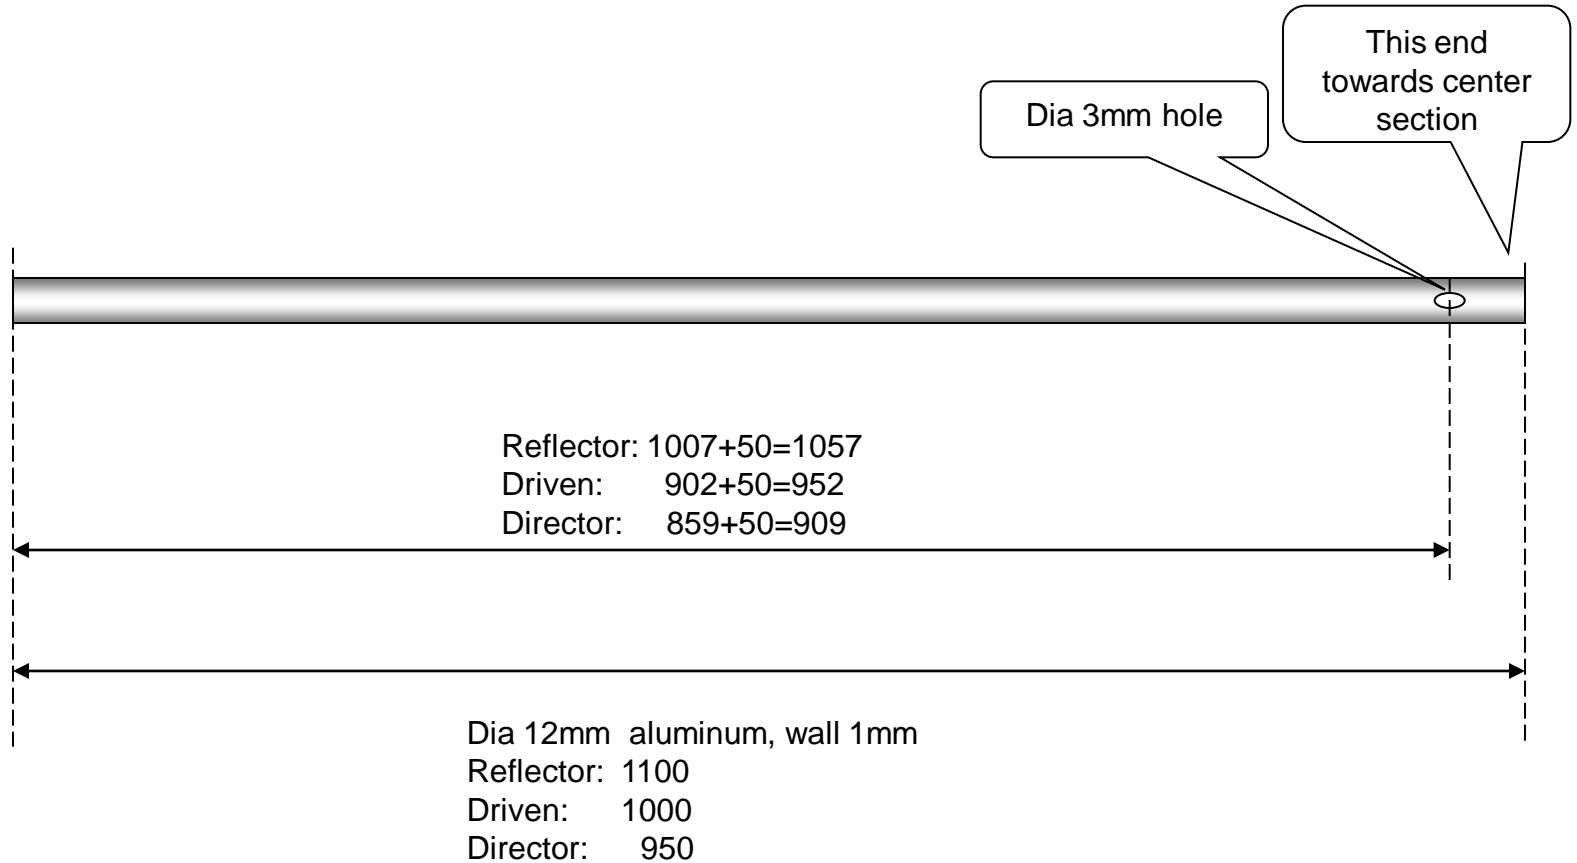 This end
towards center
section
Dia 3mm hole
Reflector: 1007+50=1057
Driven: 902+50=952
Director: 859+50=909
Dia 12mm aluminum, wall 1mm
Reflector: 1100
Driven: 1000
Director: 950